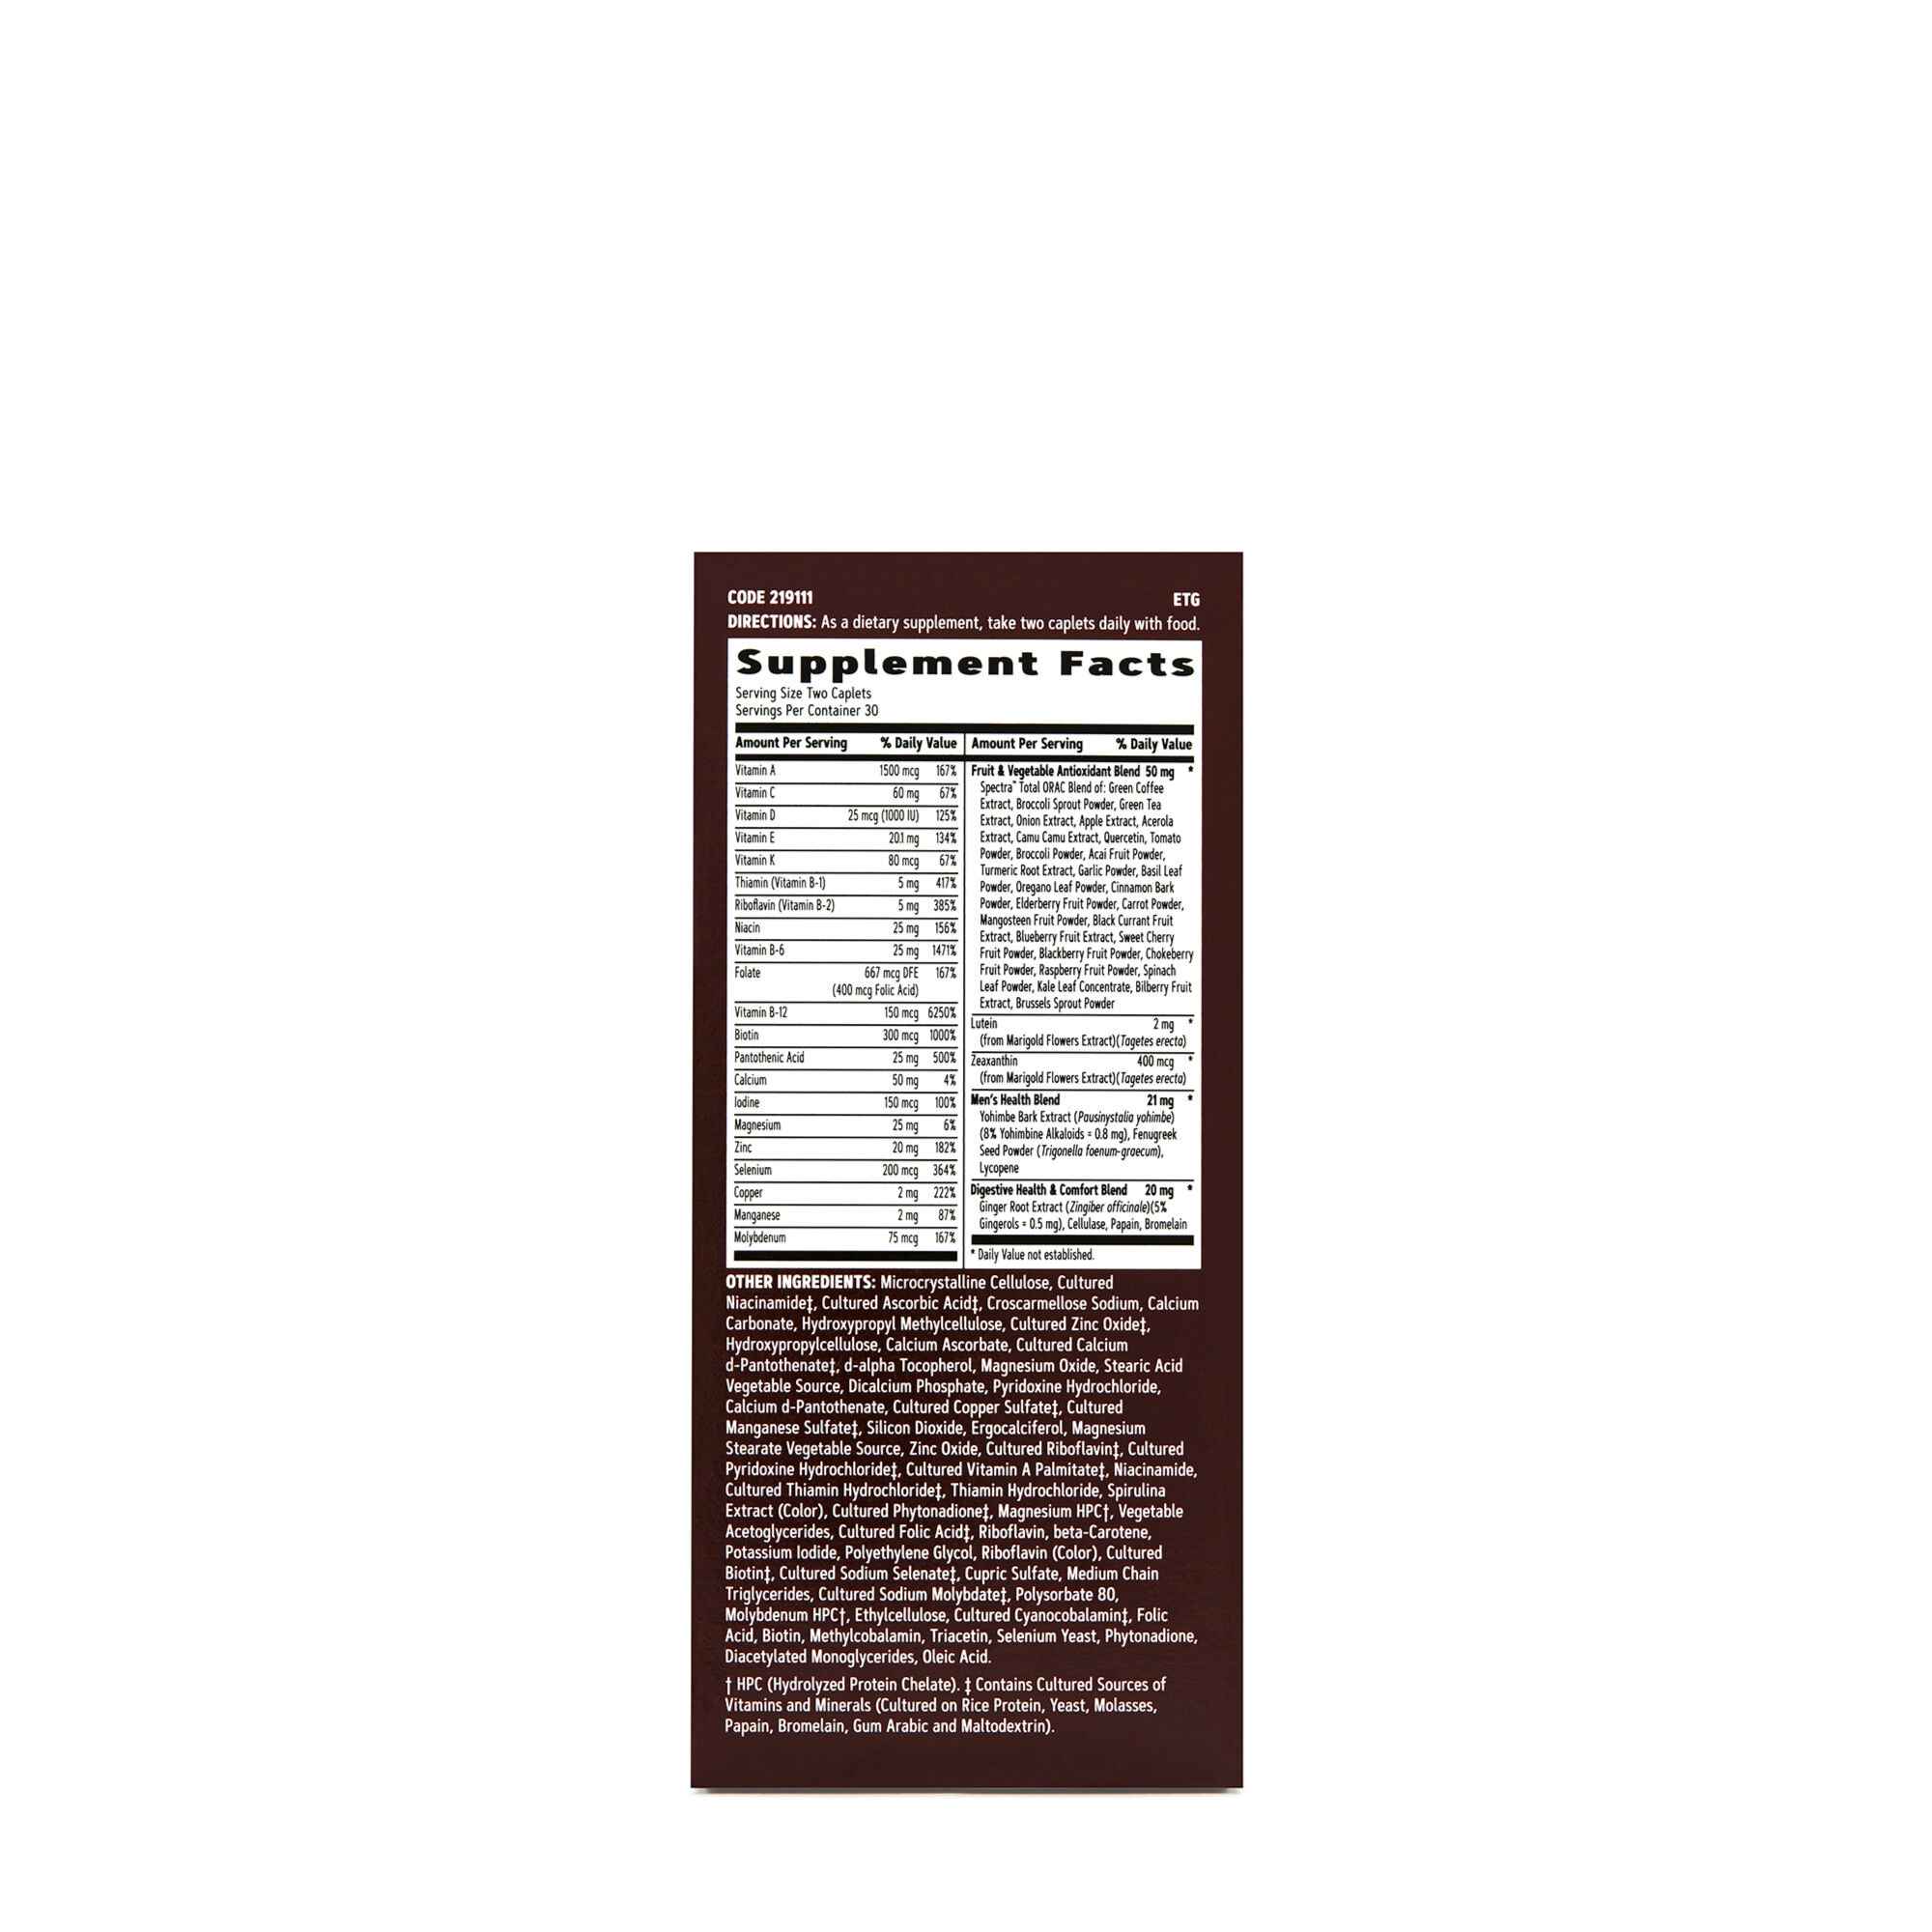 CODE 219111 ETG
DIRECTIONS: As a dietary supplement, take two caplets daily with food.
Supplement Facts
Serving Size Two Caplets
Servings Per Container 30
Amount Per Serving % Daily Value
Vitamin A 1500 mcg 167%
Vitamin C 60 mg 67%
Vitamin D 25 mcg (1000 IU) 125%
Vitamin E 20.1 mg 134%
Vitamin K 80 mcg 67%
Thiamin (Vitamin B-1) 5 mg 417%
Riboflavin (Vitamin B-2) 5 mg 385%
Niacin 25 mg 156%
Vitamin B-6 25 mg 1471%
Folate 667 mcg DFE 167%
(400 mcg Folic Acid)
Vitamin B-12 150 mcg 6250%
Biotin 300 mcg 1000%
Pantothenic Acid 25 mg 500%
Calcium 50 mg 4%
Iodine 150 mcg 100%
Magnesium 25 mg 6%
Zinc 20 mg 182%
Selenium 200 mcg 364%
Copper 2 mg 222%
Manganese 2 mg 87%
Molybdenum 75 mcg 167%
Amount Per Serving % Daily Value
Fruit & Vegetable Antioxidant Blend 50 mg *
Spectra™ Total ORAC Blend of: Green Coffee
Extract, Broccoli Sprout Powder, Green Tea
Extract, Onion Extract, Apple Extract, Acerola
Extract, Camu Camu Extract, Quercetin, Tomato
Powder, Broccoli Powder, Acai Fruit Powder,
Turmeric Root Extract, Garlic Powder, Basil Leaf
Powder, Oregano Leaf Powder, Cinnamon Bark
Powder, Elderberry Fruit Powder, Carrot Powder,
Mangosteen Fruit Powder, Black Currant Fruit
Extract, Blueberry Fruit Extract, Sweet Cherry
Fruit Powder, Blackberry Fruit Powder, Chokeberry
Fruit Powder, Raspberry Fruit Powder, Spinach
Leaf Powder, Kale Leaf Concentrate, Bilberry Fruit
Extract, Brussels Sprout Powder
Lutein 2 mg *
(from Marigold Flowers Extract)(Tagetes erecta)
Zeaxanthin 400 mcg *
(from Marigold Flowers Extract)(Tagetes erecta)
Men's Health Blend 21 mg *
Yohimbe Bark Extract (Pausinystalia yohimbe)
(8% Yohimbine Alkaloids = 0.8 mg), Fenugreek
Seed Powder (Trigonella foenum-graecum),
Lycopene
Digestive Health & Comfort Blend 20 mg *
Ginger Root Extract (Zingiber officinale)(5%
Gingerols = 0.5 mg), Cellulase, Papain, Bromelain
* Daily Value not established.
OTHER INGREDIENTS: Microcrystalline Cellulose, Cultured
Niacinamide‡, Cultured Ascorbic Acid‡, Croscarmellose Sodium, Calcium
Carbonate, Hydroxypropyl Methylcellulose, Cultured Zinc Oxide‡,
Hydroxypropylcellulose, Calcium Ascorbate, Cultured Calcium
d-Pantothenate‡, d-alpha Tocopherol, Magnesium Oxide, Stearic Acid
Vegetable Source, Dicalcium Phosphate, Pyridoxine Hydrochloride,
Calcium d-Pantothenate, Cultured Copper Sulfate‡, Cultured
Manganese Sulfate‡, Silicon Dioxide, Ergocalciferol, Magnesium
Stearate Vegetable Source, Zinc Oxide, Cultured Riboflavin‡, Cultured
Pyridoxine Hydrochloride‡, Cultured Vitamin A Palmitate‡, Niacinamide,
Cultured Thiamin Hydrochloride‡, Thiamin Hydrochloride, Spirulina
Extract (Color), Cultured Phytonadione‡, Magnesium HPC†, Vegetable
Acetoglycerides, Cultured Folic Acid‡, Riboflavin, beta-Carotene,
Potassium Iodide, Polyethylene Glycol, Riboflavin (Color), Cultured
Biotin‡, Cultured Sodium Selenate‡, Cupric Sulfate, Medium Chain
Triglycerides, Cultured Sodium Molybdate‡, Polysorbate 80,
Molybdenum HPC†, Ethylcellulose, Cultured Cyanocobalamin‡, Folic
Acid, Biotin, Methylcobalamin, Triacetin, Selenium Yeast, Phytonadione,
Diacetylated Monoglycerides, Oleic Acid.
† HPC (Hydrolyzed Protein Chelate). ‡ Contains Cultured Sources of
Vitamins and Minerals (Cultured on Rice Protein, Yeast, Molasses,
Papain, Bromelain, Gum Arabic and Maltodextrin).